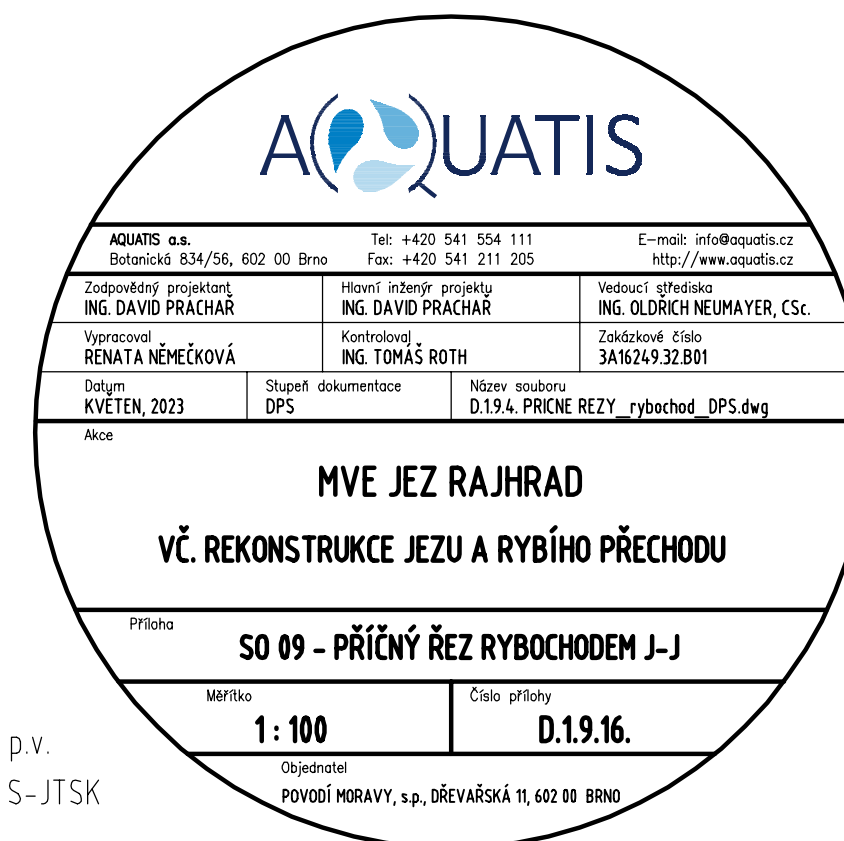 AQUATIS
AQUATIS a.s. Tel: +420 541 554 111 E-mail: info@aquatis.cz
Botanická 834/56, 602 00 Brno Fax: +420 541 211 205 http://www.aquatis.cz
Zodpovědný projektant Hlavní inženýr projektu Vedoucí střediska
ING. DAVID PRACHAŘ ING. DAVID PRACHAŘ ING. OLDŘICH NEUMAYER, CSc.
Vypracoval Kontroloval Zakázkové číslo
RENATA NĚMEČKOVÁ ING. TOMÁŠ ROTH 3A16249.32.B01
Datum Stupeň dokumentace Název souboru
KVĚTEN, 2023 DPS D.1.9.4. PRICNE REZY_rybochod_DPS.dwg
Akce
MVE JEZ RAJHRAD
VČ. REKONSTRUKCE JEZU A RYBÍHO PŘECHODU
Příloha
SO 09 - PŘÍČNÝ ŘEZ RYBOCHODEM J-J
Měřítko Číslo přílohy
1 : 100 D.1.9.16.
Objednatel
POVODÍ MORAVY, s.p., DŘEVAŘSKÁ 11, 602 00 BRNO
p.v.
S-JTSK